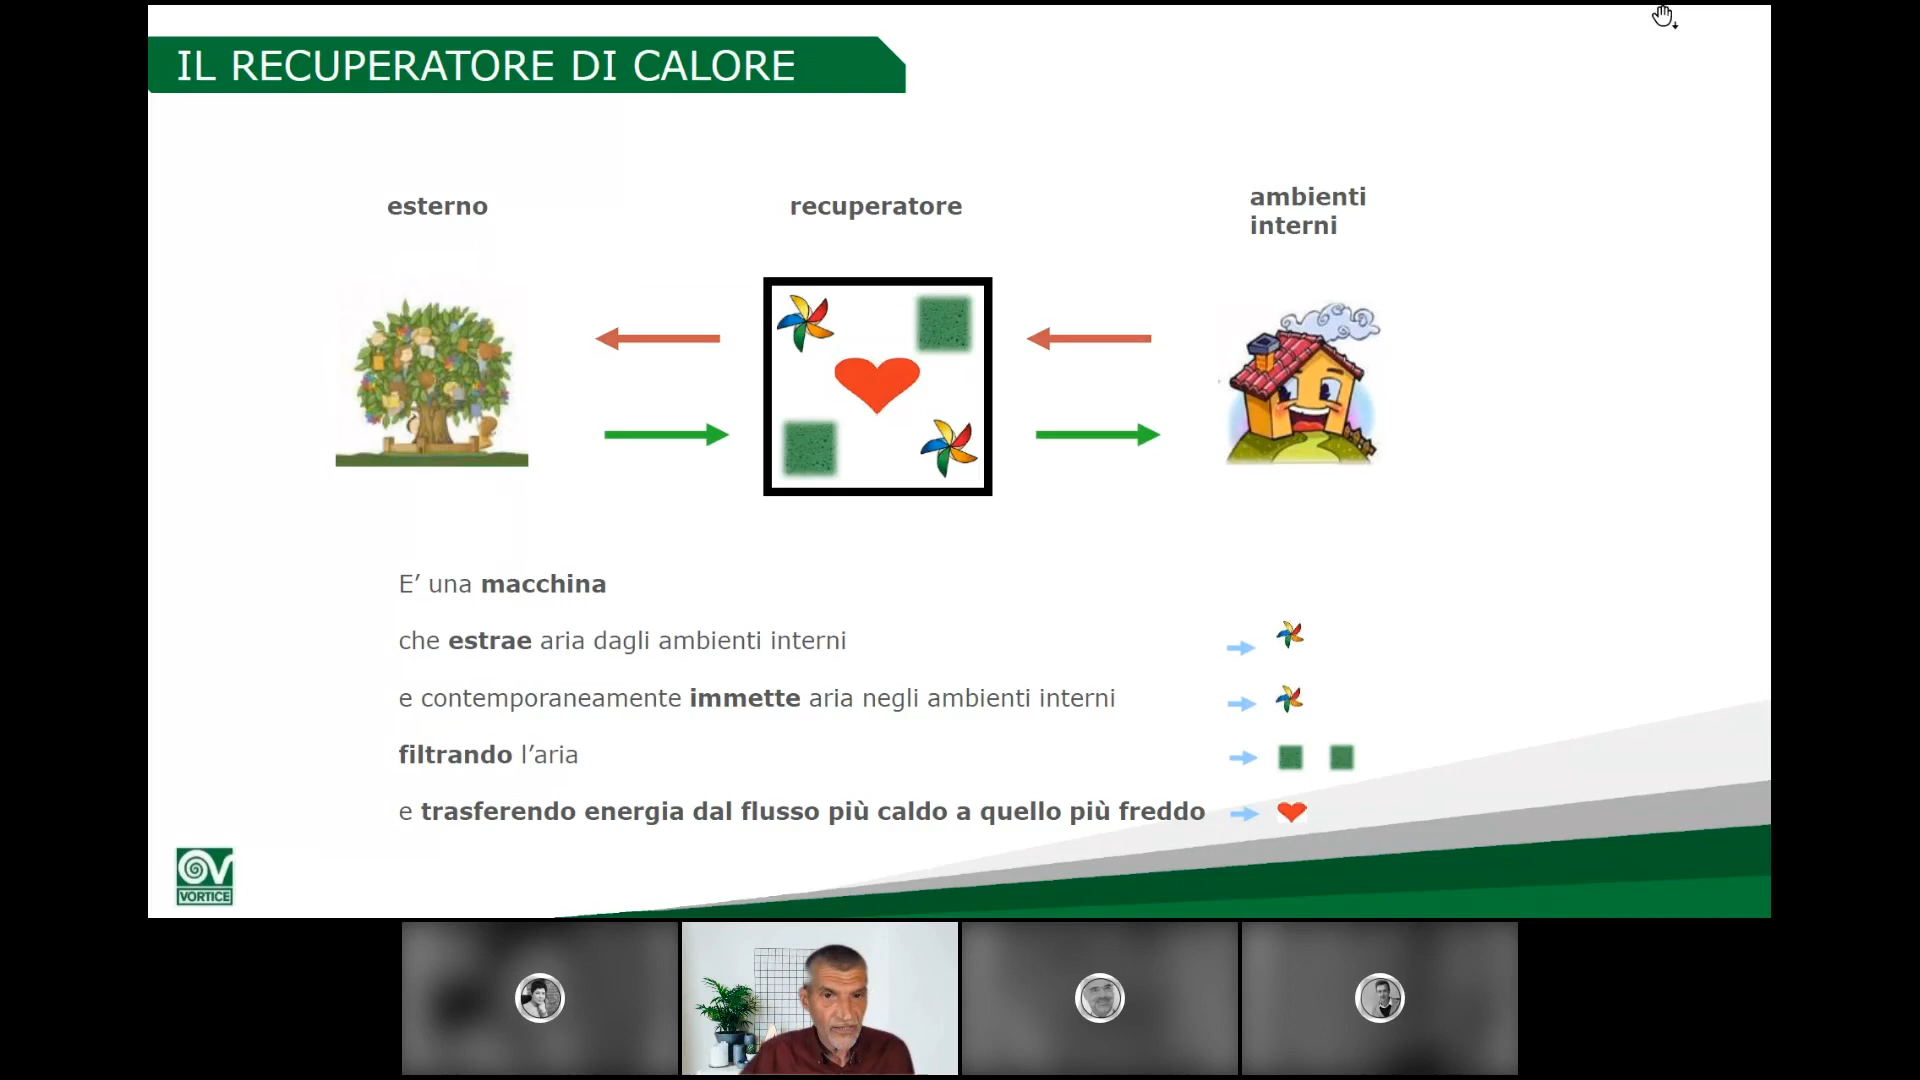 IL RECUPERATORE DI CALORE
esterno
recuperatore
ambienti
interni
E’ una macchina
che estrae aria dagli ambienti interni
e contemporaneamente immette aria negli ambienti interni
filtrando l’aria
e trasferendo energia dal flusso più caldo a quello più freddo
VORTICE